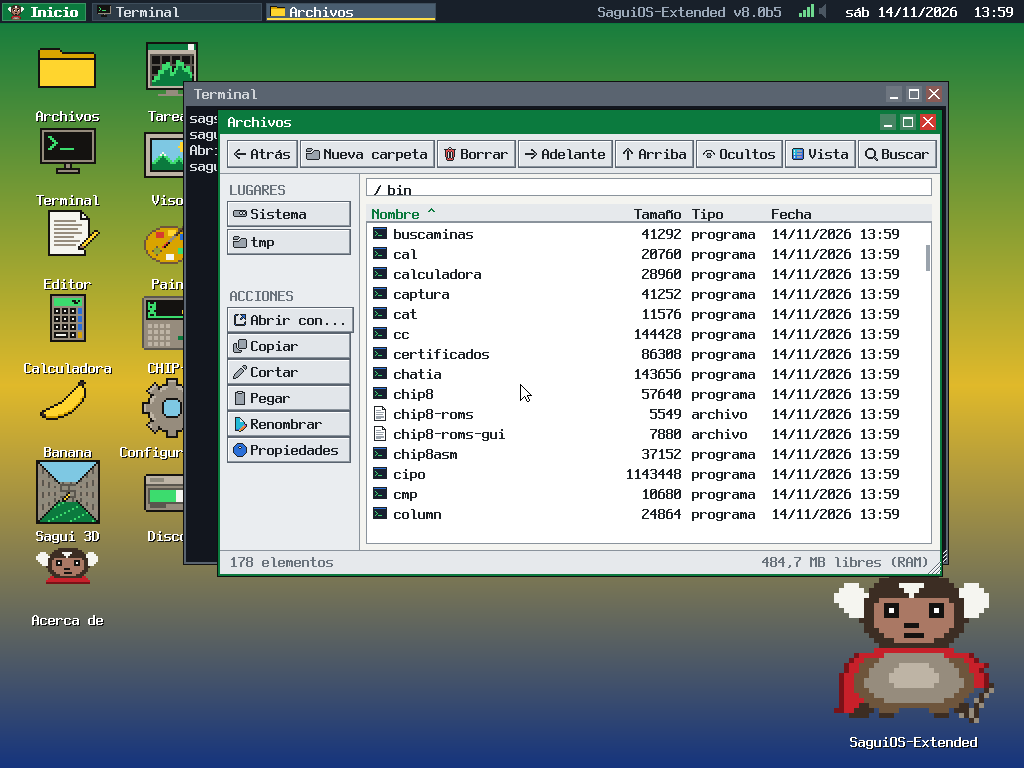 Inicio
Terminal
Archivos
SaguiOS-Extended v8.0b5
sáb 14/11/2026 13:59
Archivos
Terminal
Editor
Calculadora
Banana
Sagui 3D
Acerca de
Tarea
Viso
Pain
CHIP-
Configur
Disco
Terminal
sagu
Abri
Archivos
Atrás
Nueva carpeta
Borrar
Adelante
Arriba
Ocultos
Vista
Buscar
LUGARES
Sistema
tmp
ACCIONES
Abrir con...
Copiar
Cortar
Pegar
Renombrar
Propiedades
/ bin
Nombre ^ Tamaño Tipo Fecha
buscaminas 41292 programa 14/11/2026 13:59
cal 20760 programa 14/11/2026 13:59
calculadora 28960 programa 14/11/2026 13:59
captura 41252 programa 14/11/2026 13:59
cat 11576 programa 14/11/2026 13:59
cc 144428 programa 14/11/2026 13:59
certificados 86308 programa 14/11/2026 13:59
chatia 143656 programa 14/11/2026 13:59
chip8 57640 programa 14/11/2026 13:59
chip8-roms 5549 archivo 14/11/2026 13:59
chip8-roms-gui 7880 archivo 14/11/2026 13:59
chip8asm 37152 programa 14/11/2026 13:59
cipo 1143448 programa 14/11/2026 13:59
cmp 10680 programa 14/11/2026 13:59
column 24864 programa 14/11/2026 13:59
178 elementos
484,7 MB libres (RAM)
SaguiOS-Extended